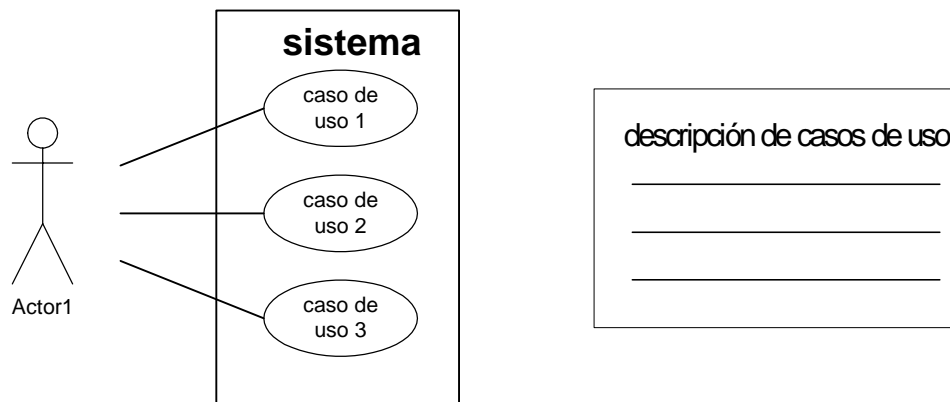 sistema
caso de
uso 1
descripción de casos de uso
caso de
uso 2
Actor1
caso de
uso 3